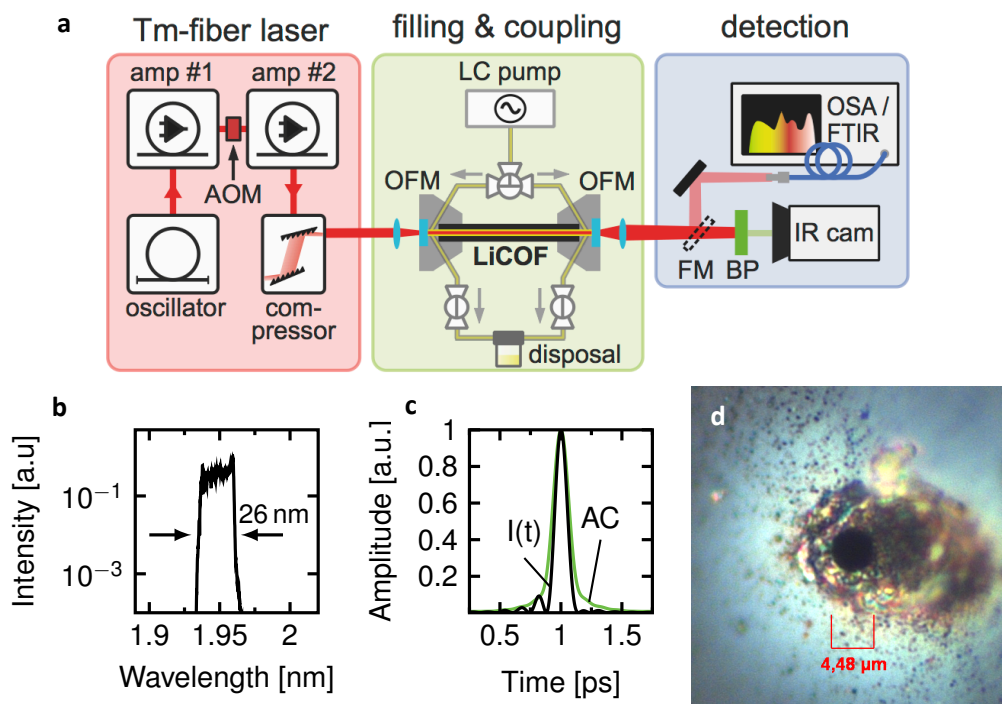 a
Tm-fiber laser
filling & coupling
detection
amp #1
amp #2
AOM
oscillator
com-
pressor
LC pump
OFM
OFM
LiCOF
disposal
OSA /
FTIR
IR cam
FM
BP
b
Intensity [a.u]
10⁻¹
10⁻³
26 nm
1.9
1.95
2
Wavelength [nm]
c
Amplitude [a.u.]
1
0.8
0.6
0.4
0.2
I(t)
AC
0.5
1
1.5
Time [ps]
d
4,48 µm